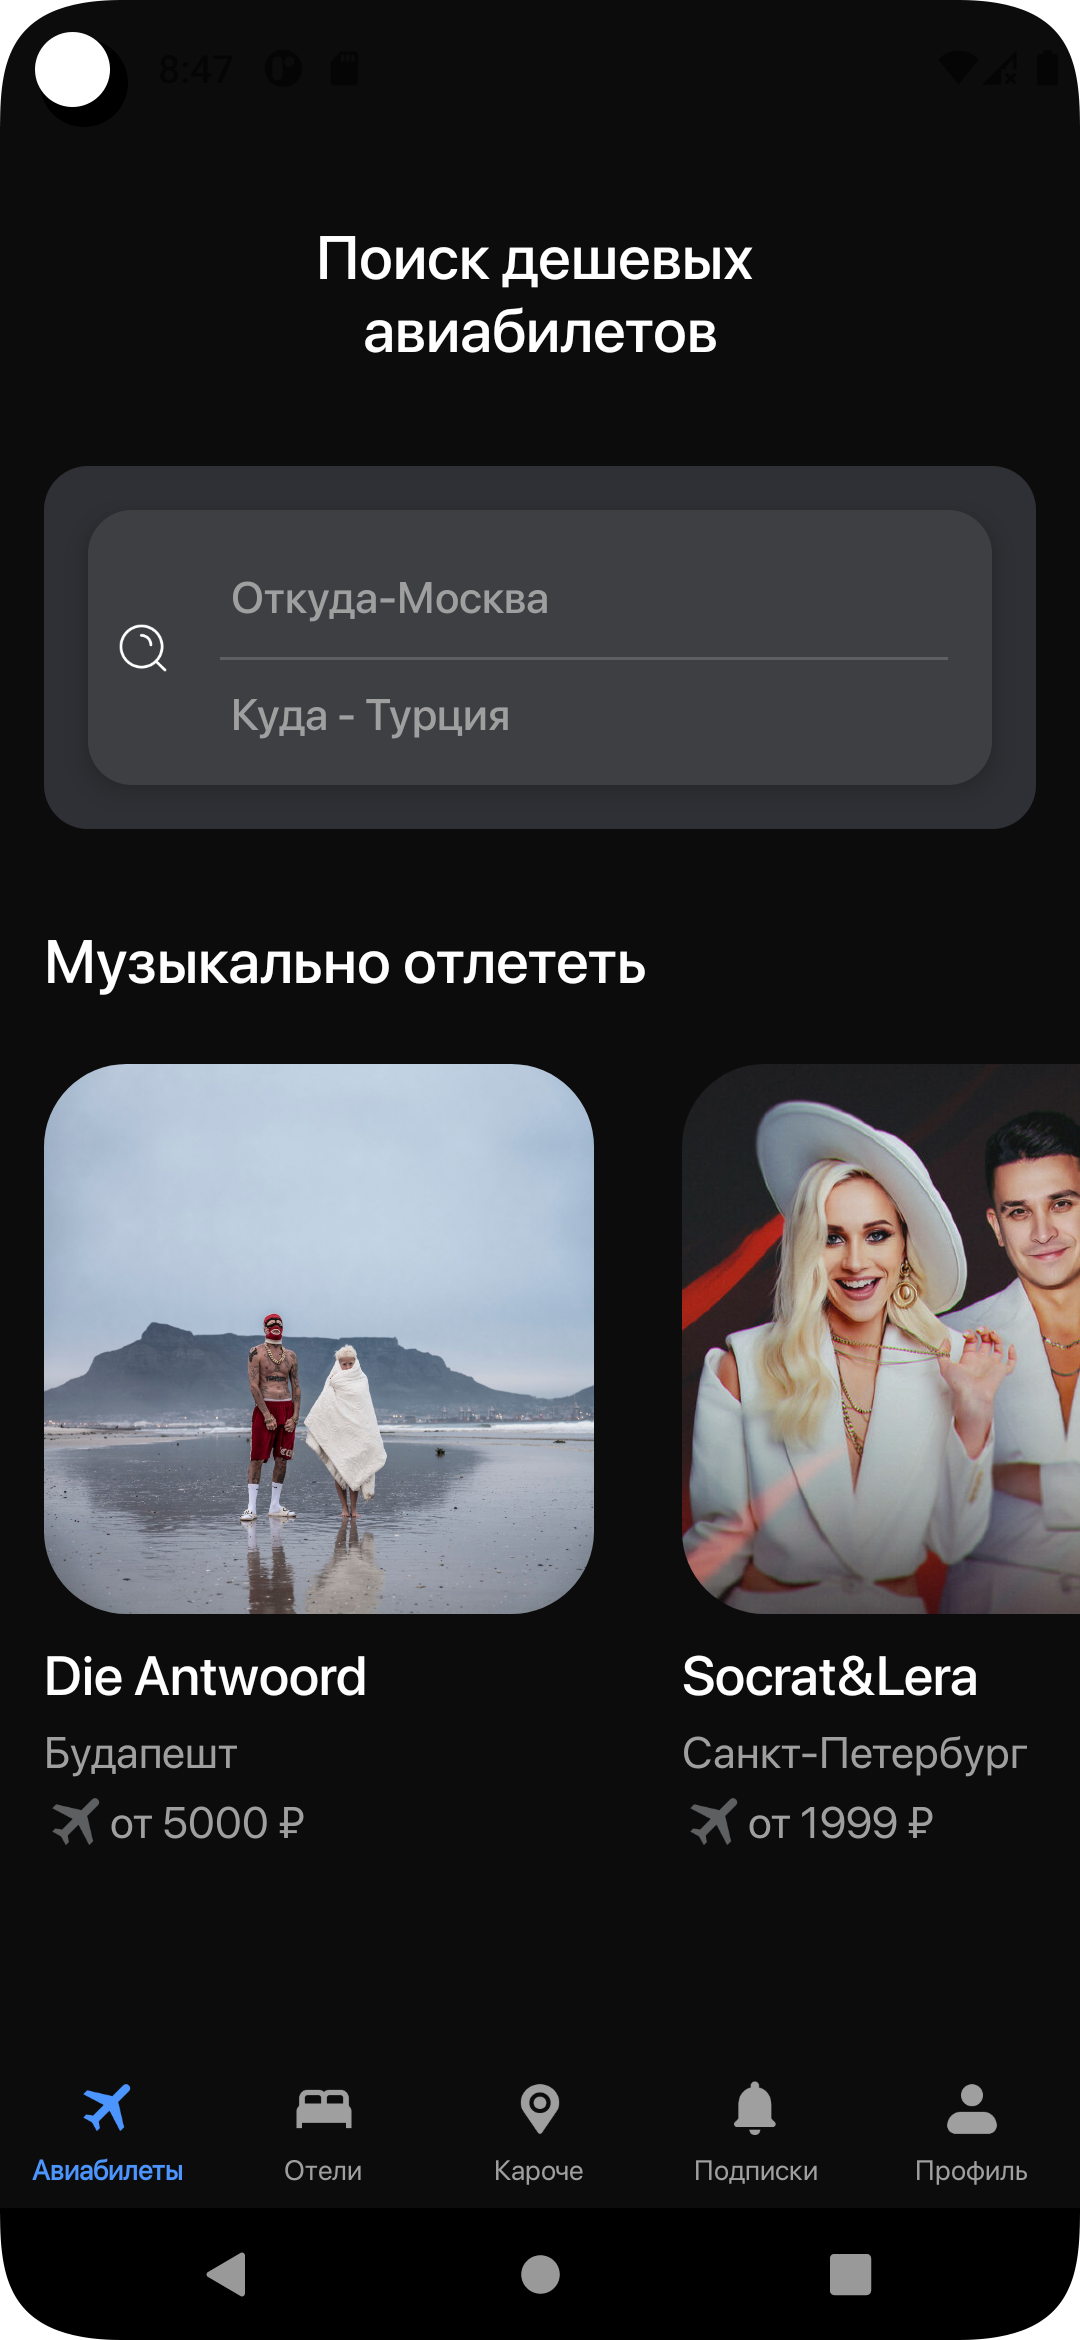 8:47
Поиск дешевых
авиабилетов
Откуда-Москва
Куда - Турция
Музыкально отлететь
Die Antwoord
Socrat&Lera
Будапешт
Санкт-Петербург
от 5000 ₽
от 1999 ₽
Авиабилеты
Отели
Кароче
Подписки
Профиль